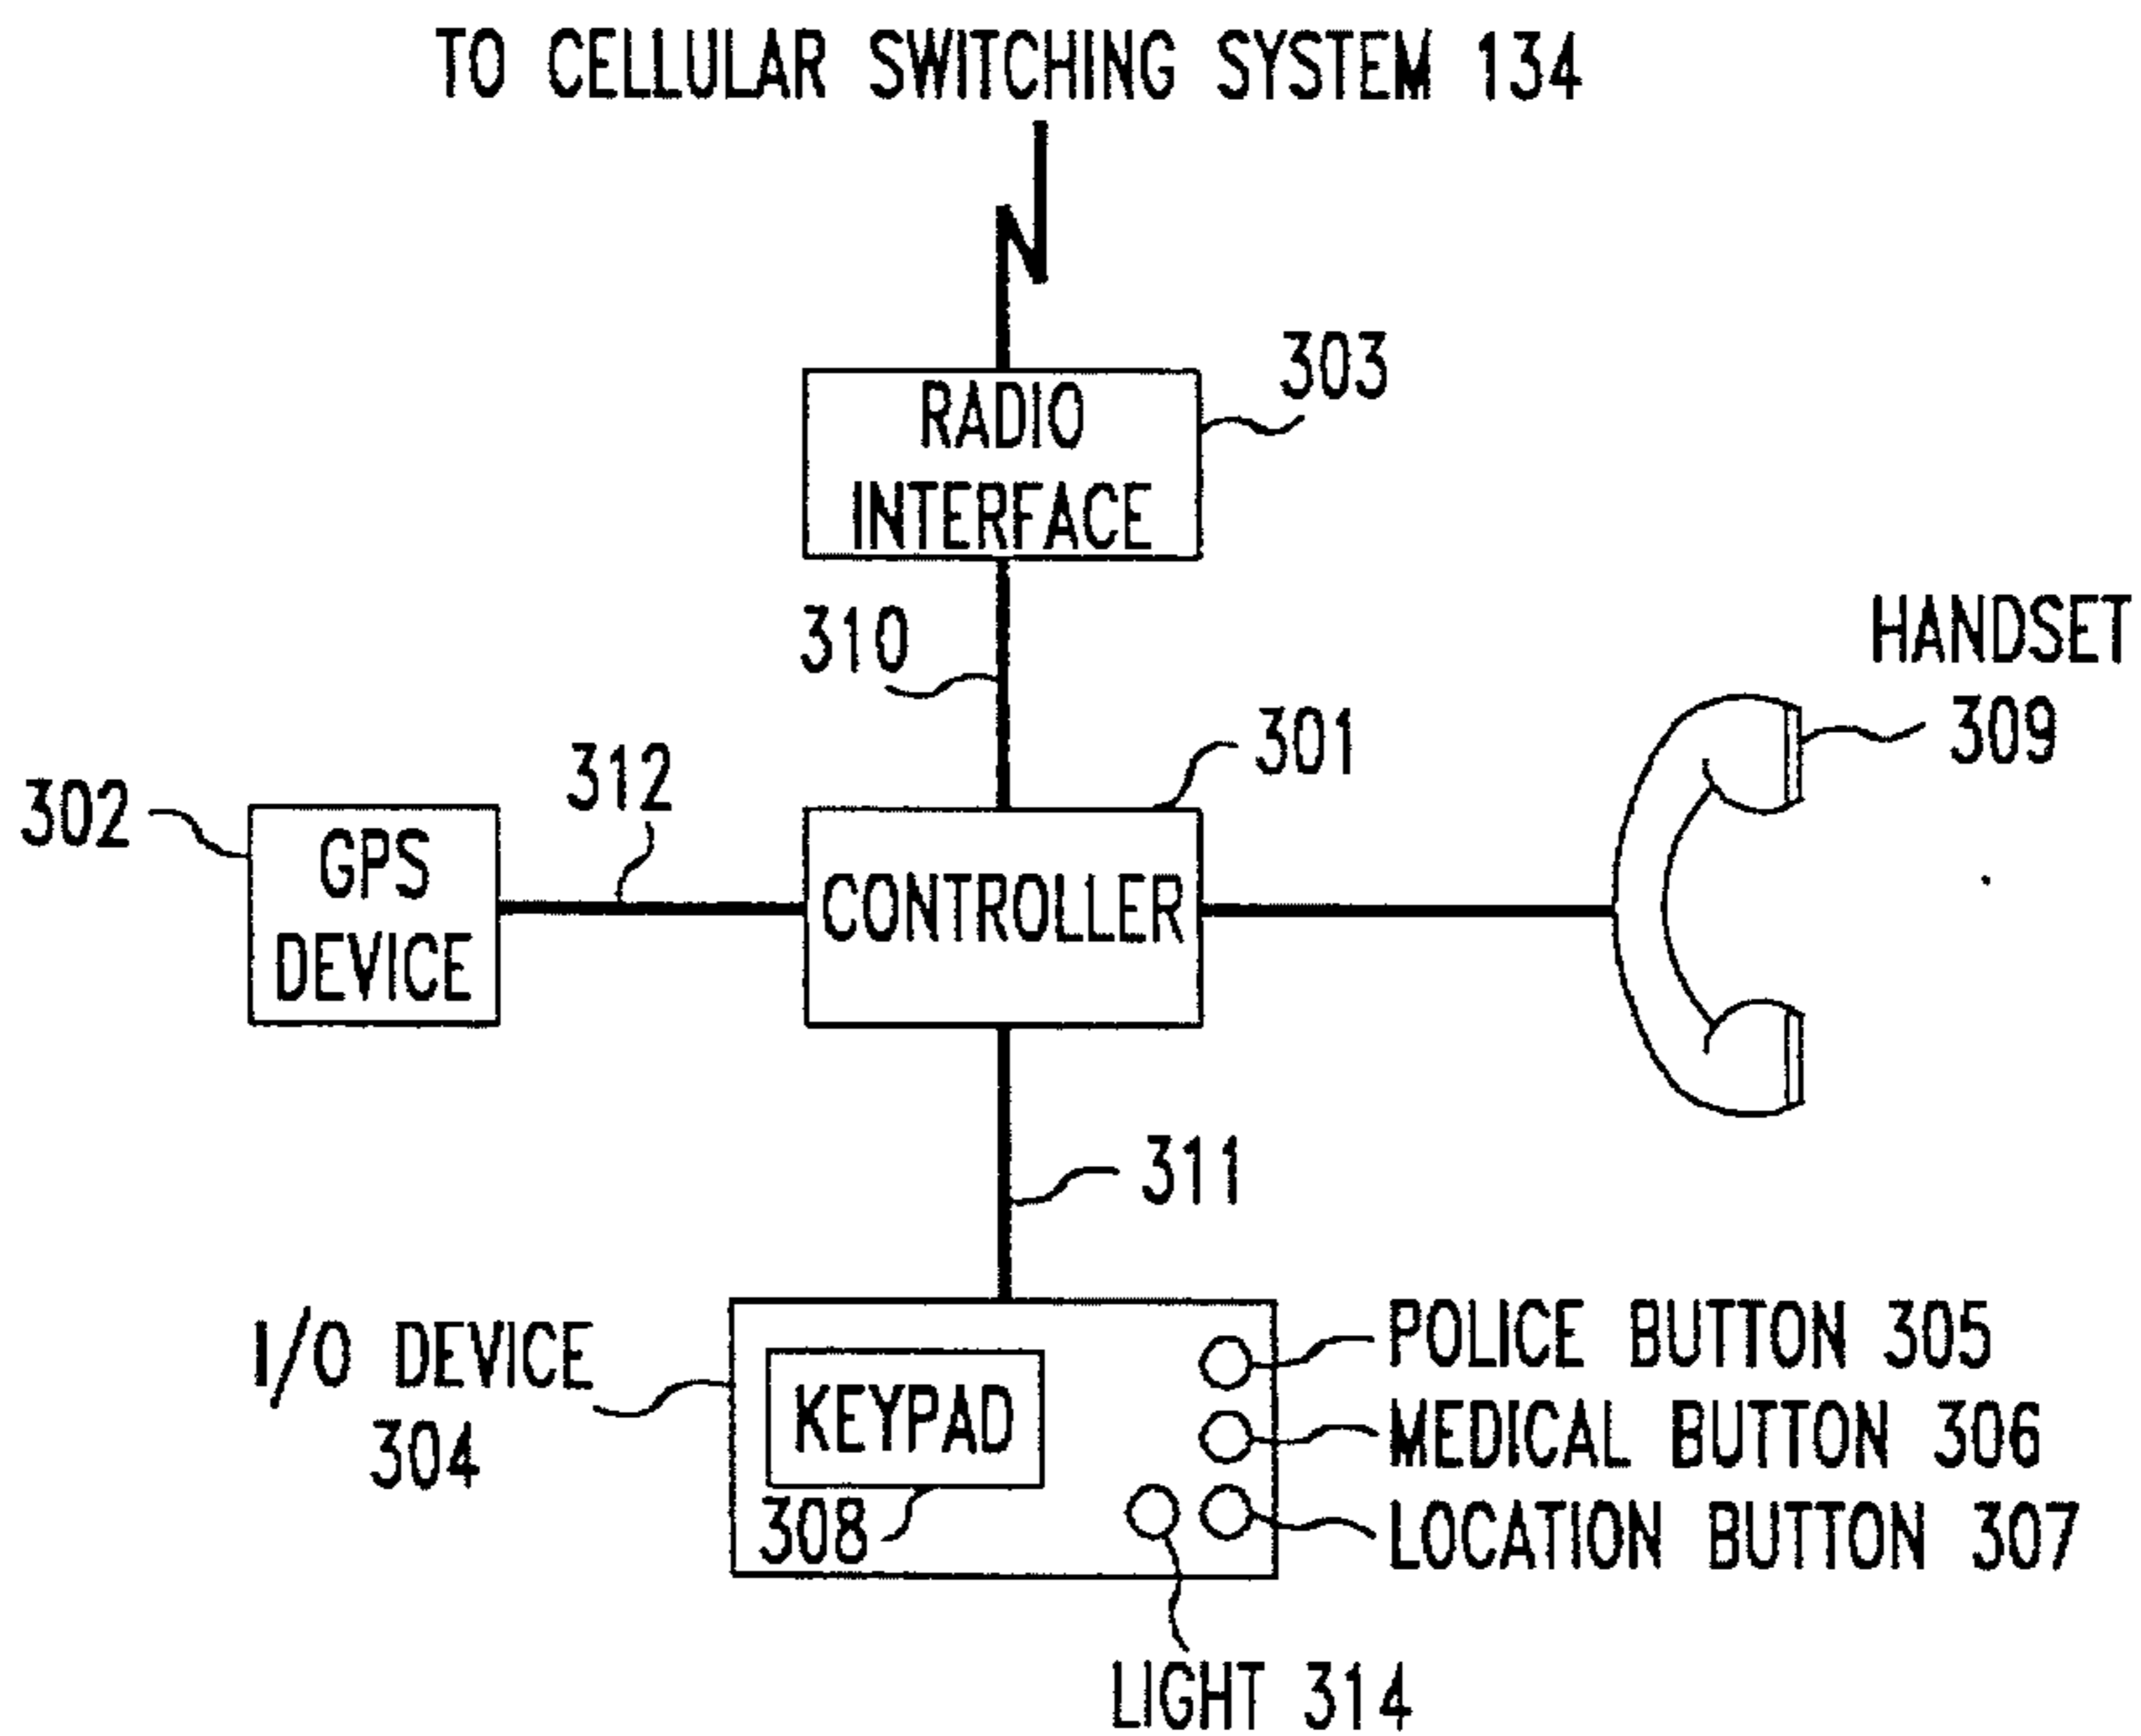 TO CELLULAR SWITCHING SYSTEM 134
303
RADIO
INTERFACE
310
HANDSET
309
301
312
302
GPS
DEVICE
CONTROLLER
311
I/O DEVICE
304
KEYPAD
308
POLICE BUTTON 305
MEDICAL BUTTON 306
LOCATION BUTTON 307
LIGHT 314